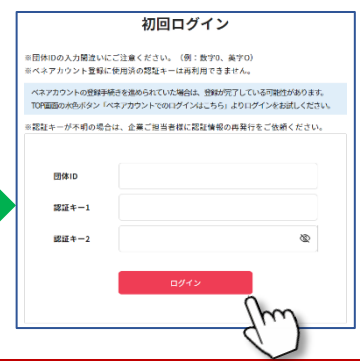 初回ログイン
※団体IDの入力間違いにご注意ください。（例：数字0、英字O）
※ベネアカウント登録に使用済の認証キーは再利用できません。
ベネアカウントの登録手続きを進められていた場合は、登録が完了している可能性があります。
TOP画面の水色ボタン「ベネアカウントでのログインはこちら」よりログインをお試しください。
※認証キーが不明の場合は、企業ご担当者様に認証情報の再発行をご依頼ください。
団体ID
認証キー1
認証キー2
ログイン